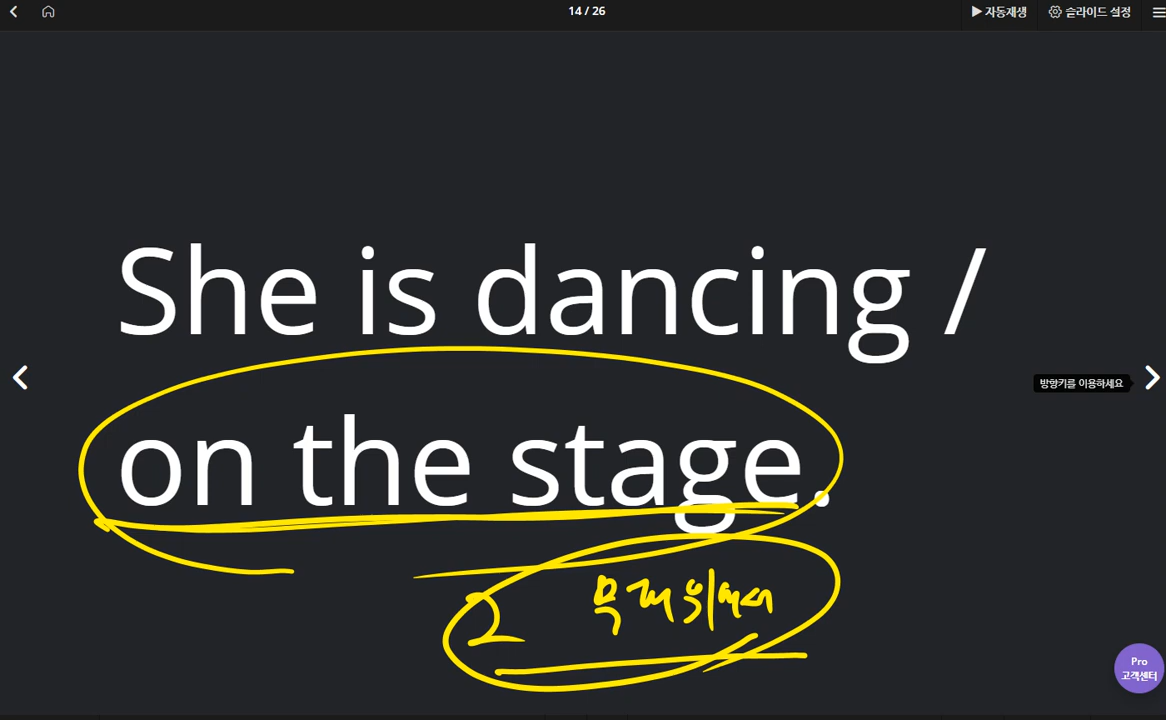 14 / 26
▶ 자동재생
슬라이드 설정
She is dancing /
on the stage.
방향키를 이용하세요
그 무대 위에서
Pro
고객센터